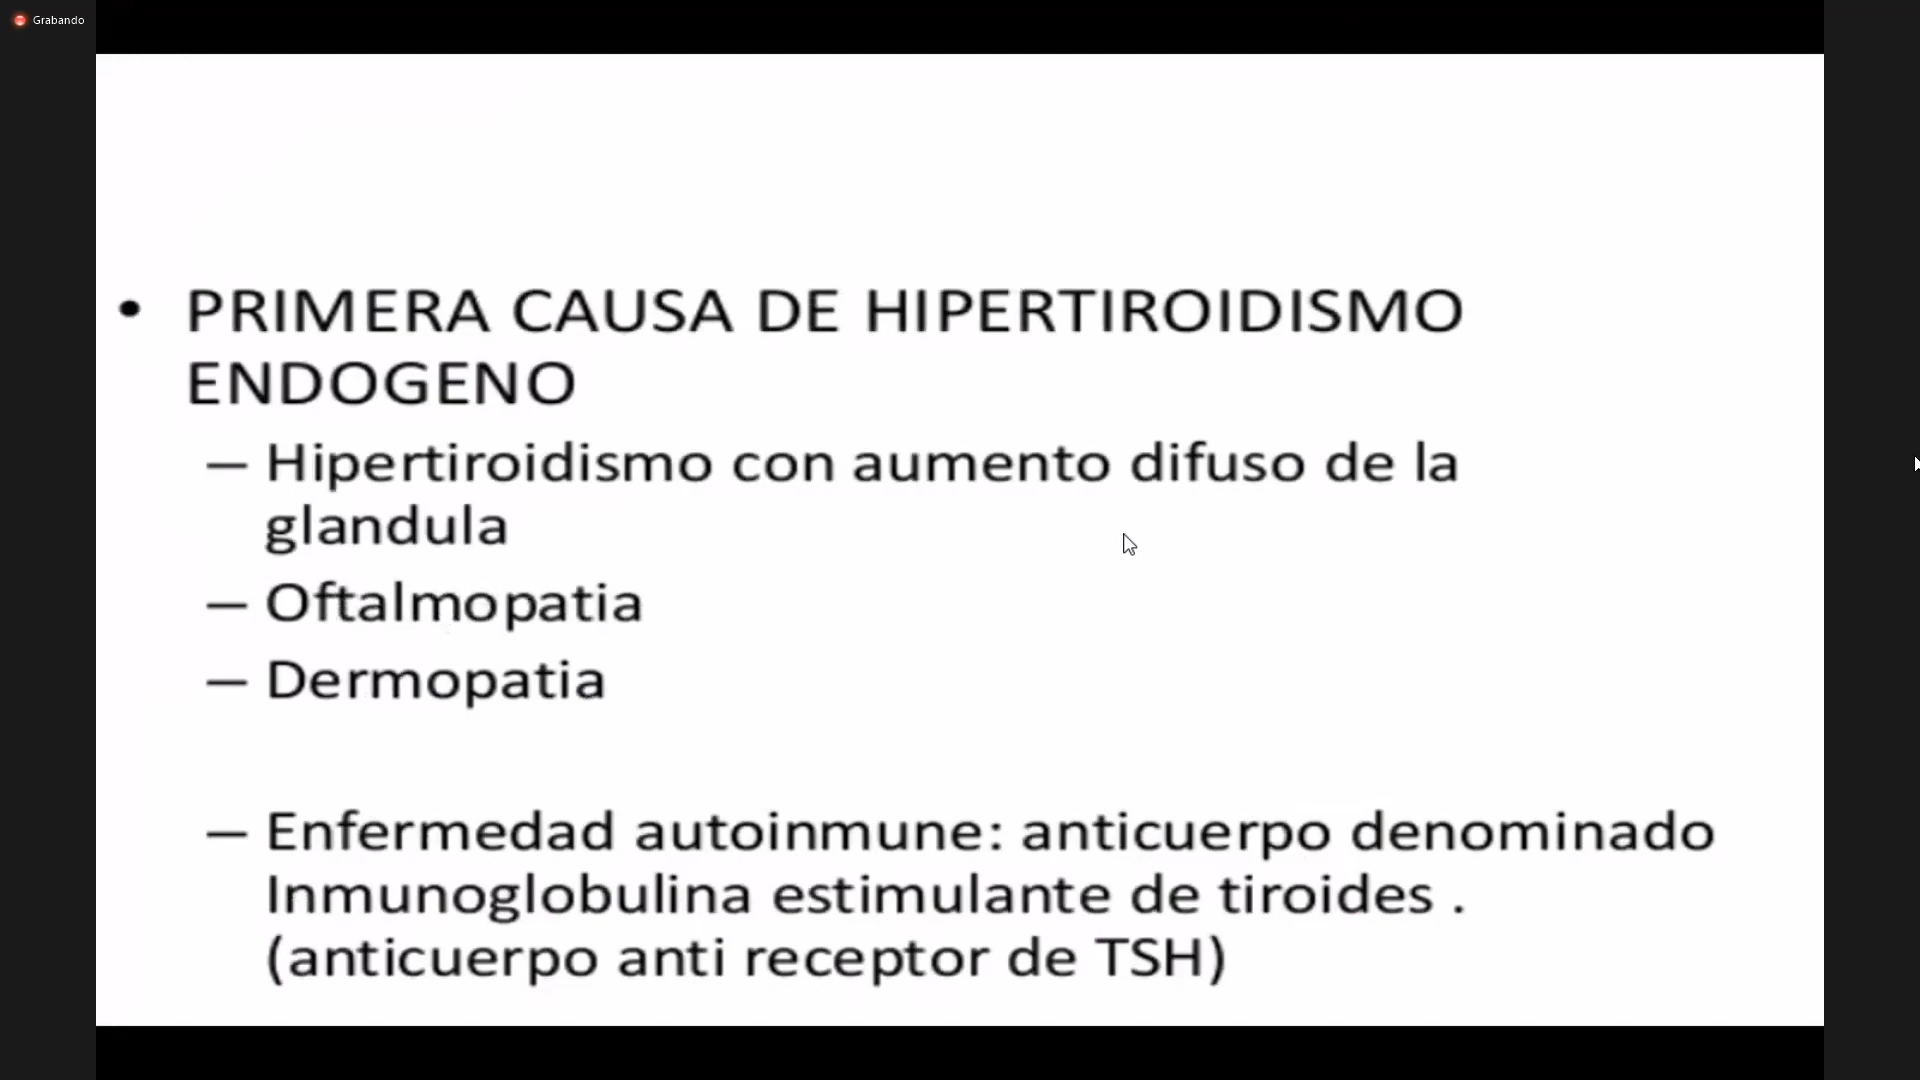 Grabando
• PRIMERA CAUSA DE HIPERTIROIDISMO
ENDOGENO
– Hipertiroidismo con aumento difuso de la
glandula
– Oftalmopatia
– Dermopatia
– Enfermedad autoinmune: anticuerpo denominado
Inmunoglobulina estimulante de tiroides .
(anticuerpo anti receptor de TSH)